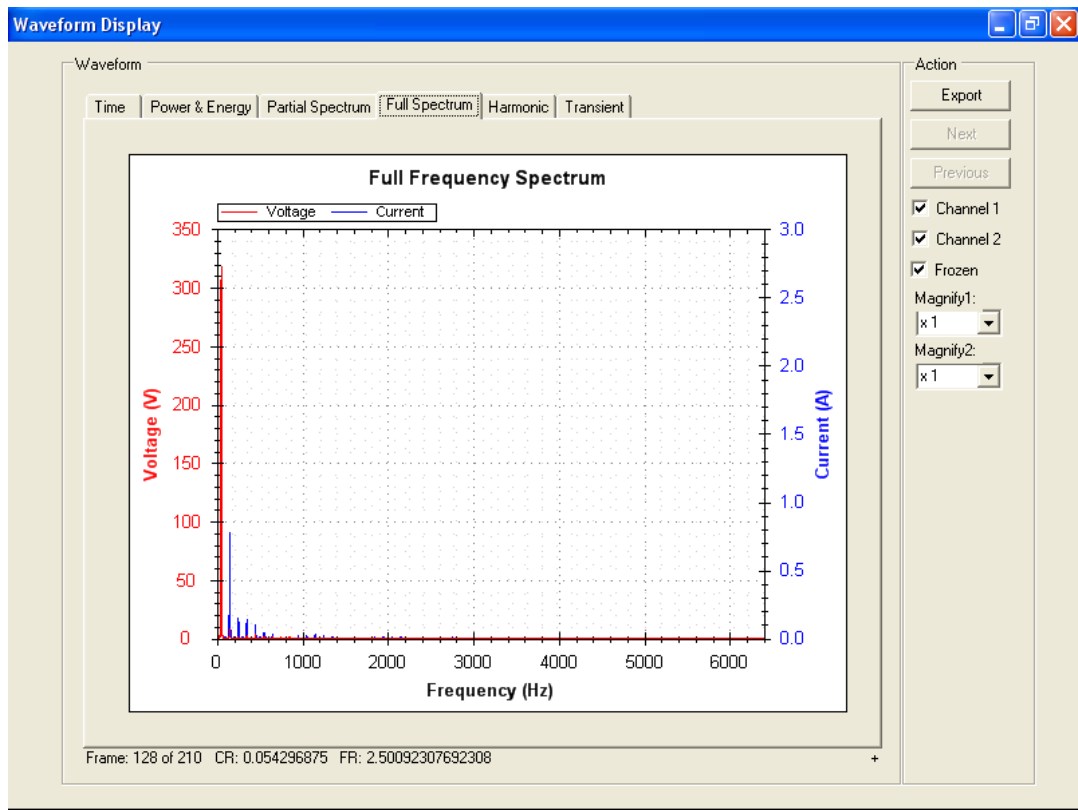 Waveform Display
Waveform
Time Power & Energy Partial Spectrum Full Spectrum Harmonic Transient
Full Frequency Spectrum
Voltage Current
350
300
250
200
150
100
50
0
Voltage (V)
3.0
2.5
2.0
1.5
1.0
0.5
0.0
Current (A)
0 1000 2000 3000 4000 5000 6000
Frequency (Hz)
Frame: 128 of 210 CR: 0.054296875 FR: 2.50092307692308 +
Action
Export
Next
Previous
Channel 1
Channel 2
Frozen
Magnify1:
x 1
Magnify2:
x 1